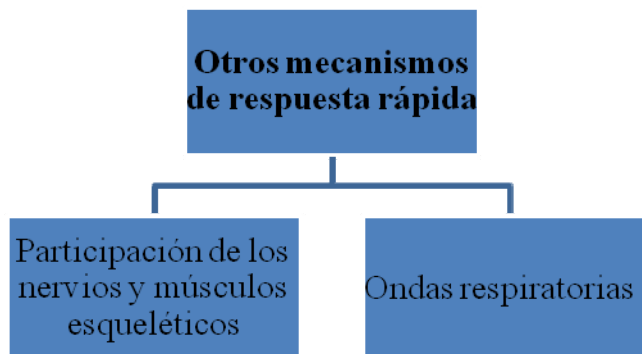 Otros mecanismos
de respuesta rápida
Participación de los
nervios y músculos
esqueléticos
Ondas respiratorias